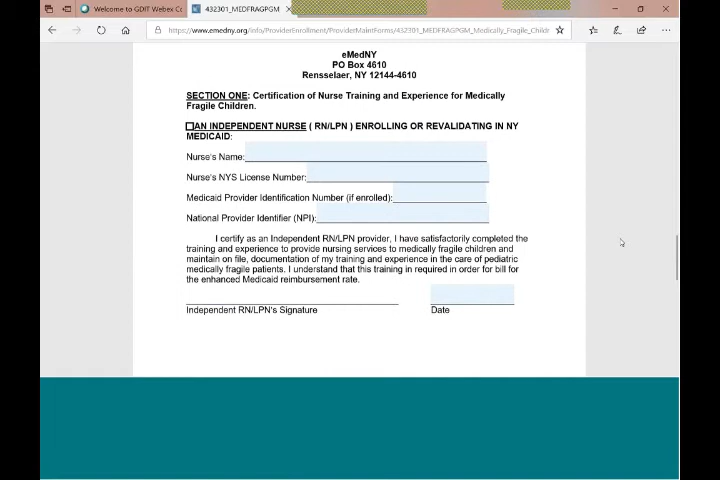 Welcome to GDIT Webex Co
432301_MEDFRAGPGM
https://www.emedny.org/info/ProviderEnrollment/ProviderMaintForms/432301_MEDFRAGPGM_Medically_Fragile_Childr
eMedNY
PO Box 4610
Rensselaer, NY 12144-4610
SECTION ONE: Certification of Nurse Training and Experience for Medically
Fragile Children.
AN INDEPENDENT NURSE ( RN/LPN ) ENROLLING OR REVALIDATING IN NY
MEDICAID:
Nurse's Name:
Nurse's NYS License Number:
Medicaid Provider Identification Number (if enrolled):
National Provider Identifier (NPI):
I certify as an Independent RN/LPN provider, I have satisfactorily completed the
training and experience to provide nursing services to medically fragile children and
maintain on file, documentation of my training and experience in the care of pediatric
medically fragile patients. I understand that this training in required in order for bill for
the enhanced Medicaid reimbursement rate.
Independent RN/LPN's Signature
Date